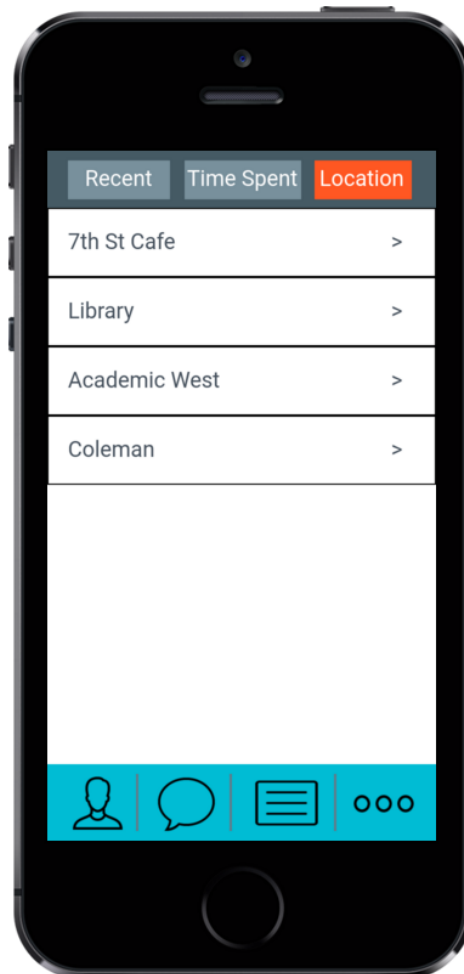 Recent Time Spent Location
7th St Cafe >
Library >
Academic West >
Coleman >